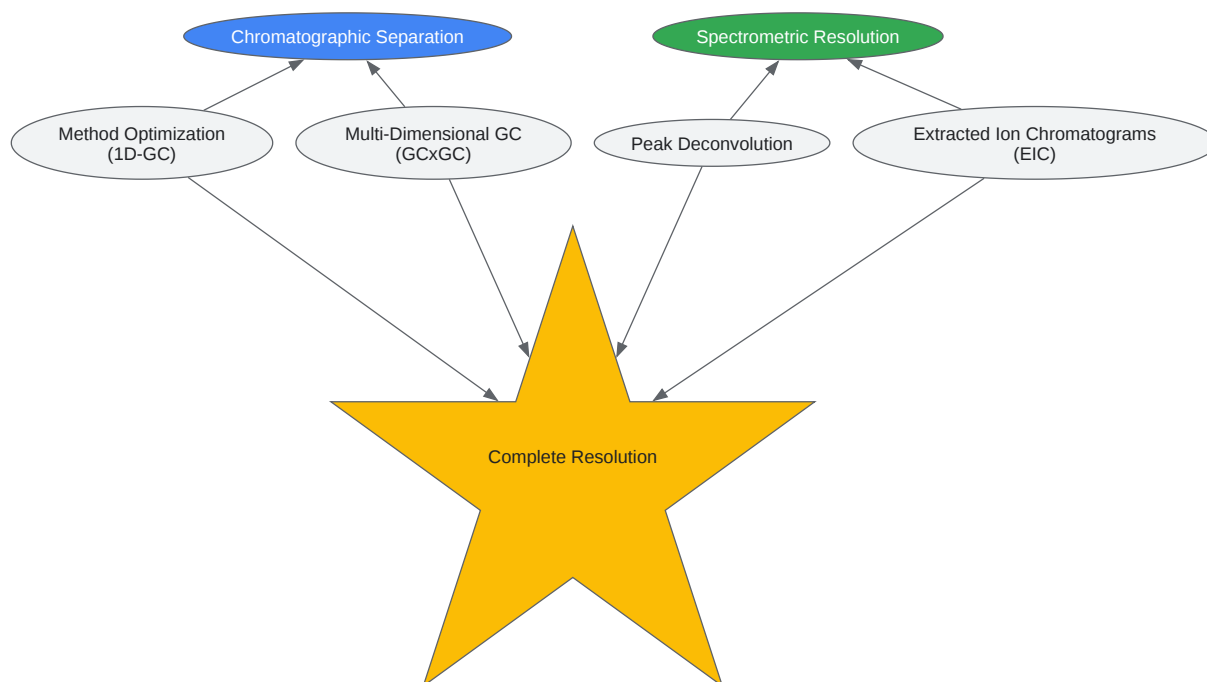 Chromatographic Separation
Spectrometric Resolution
Method Optimization
(1D-GC)
Multi-Dimensional GC
(GCxGC)
Peak Deconvolution
Extracted Ion Chromatograms
(EIC)
Complete Resolution